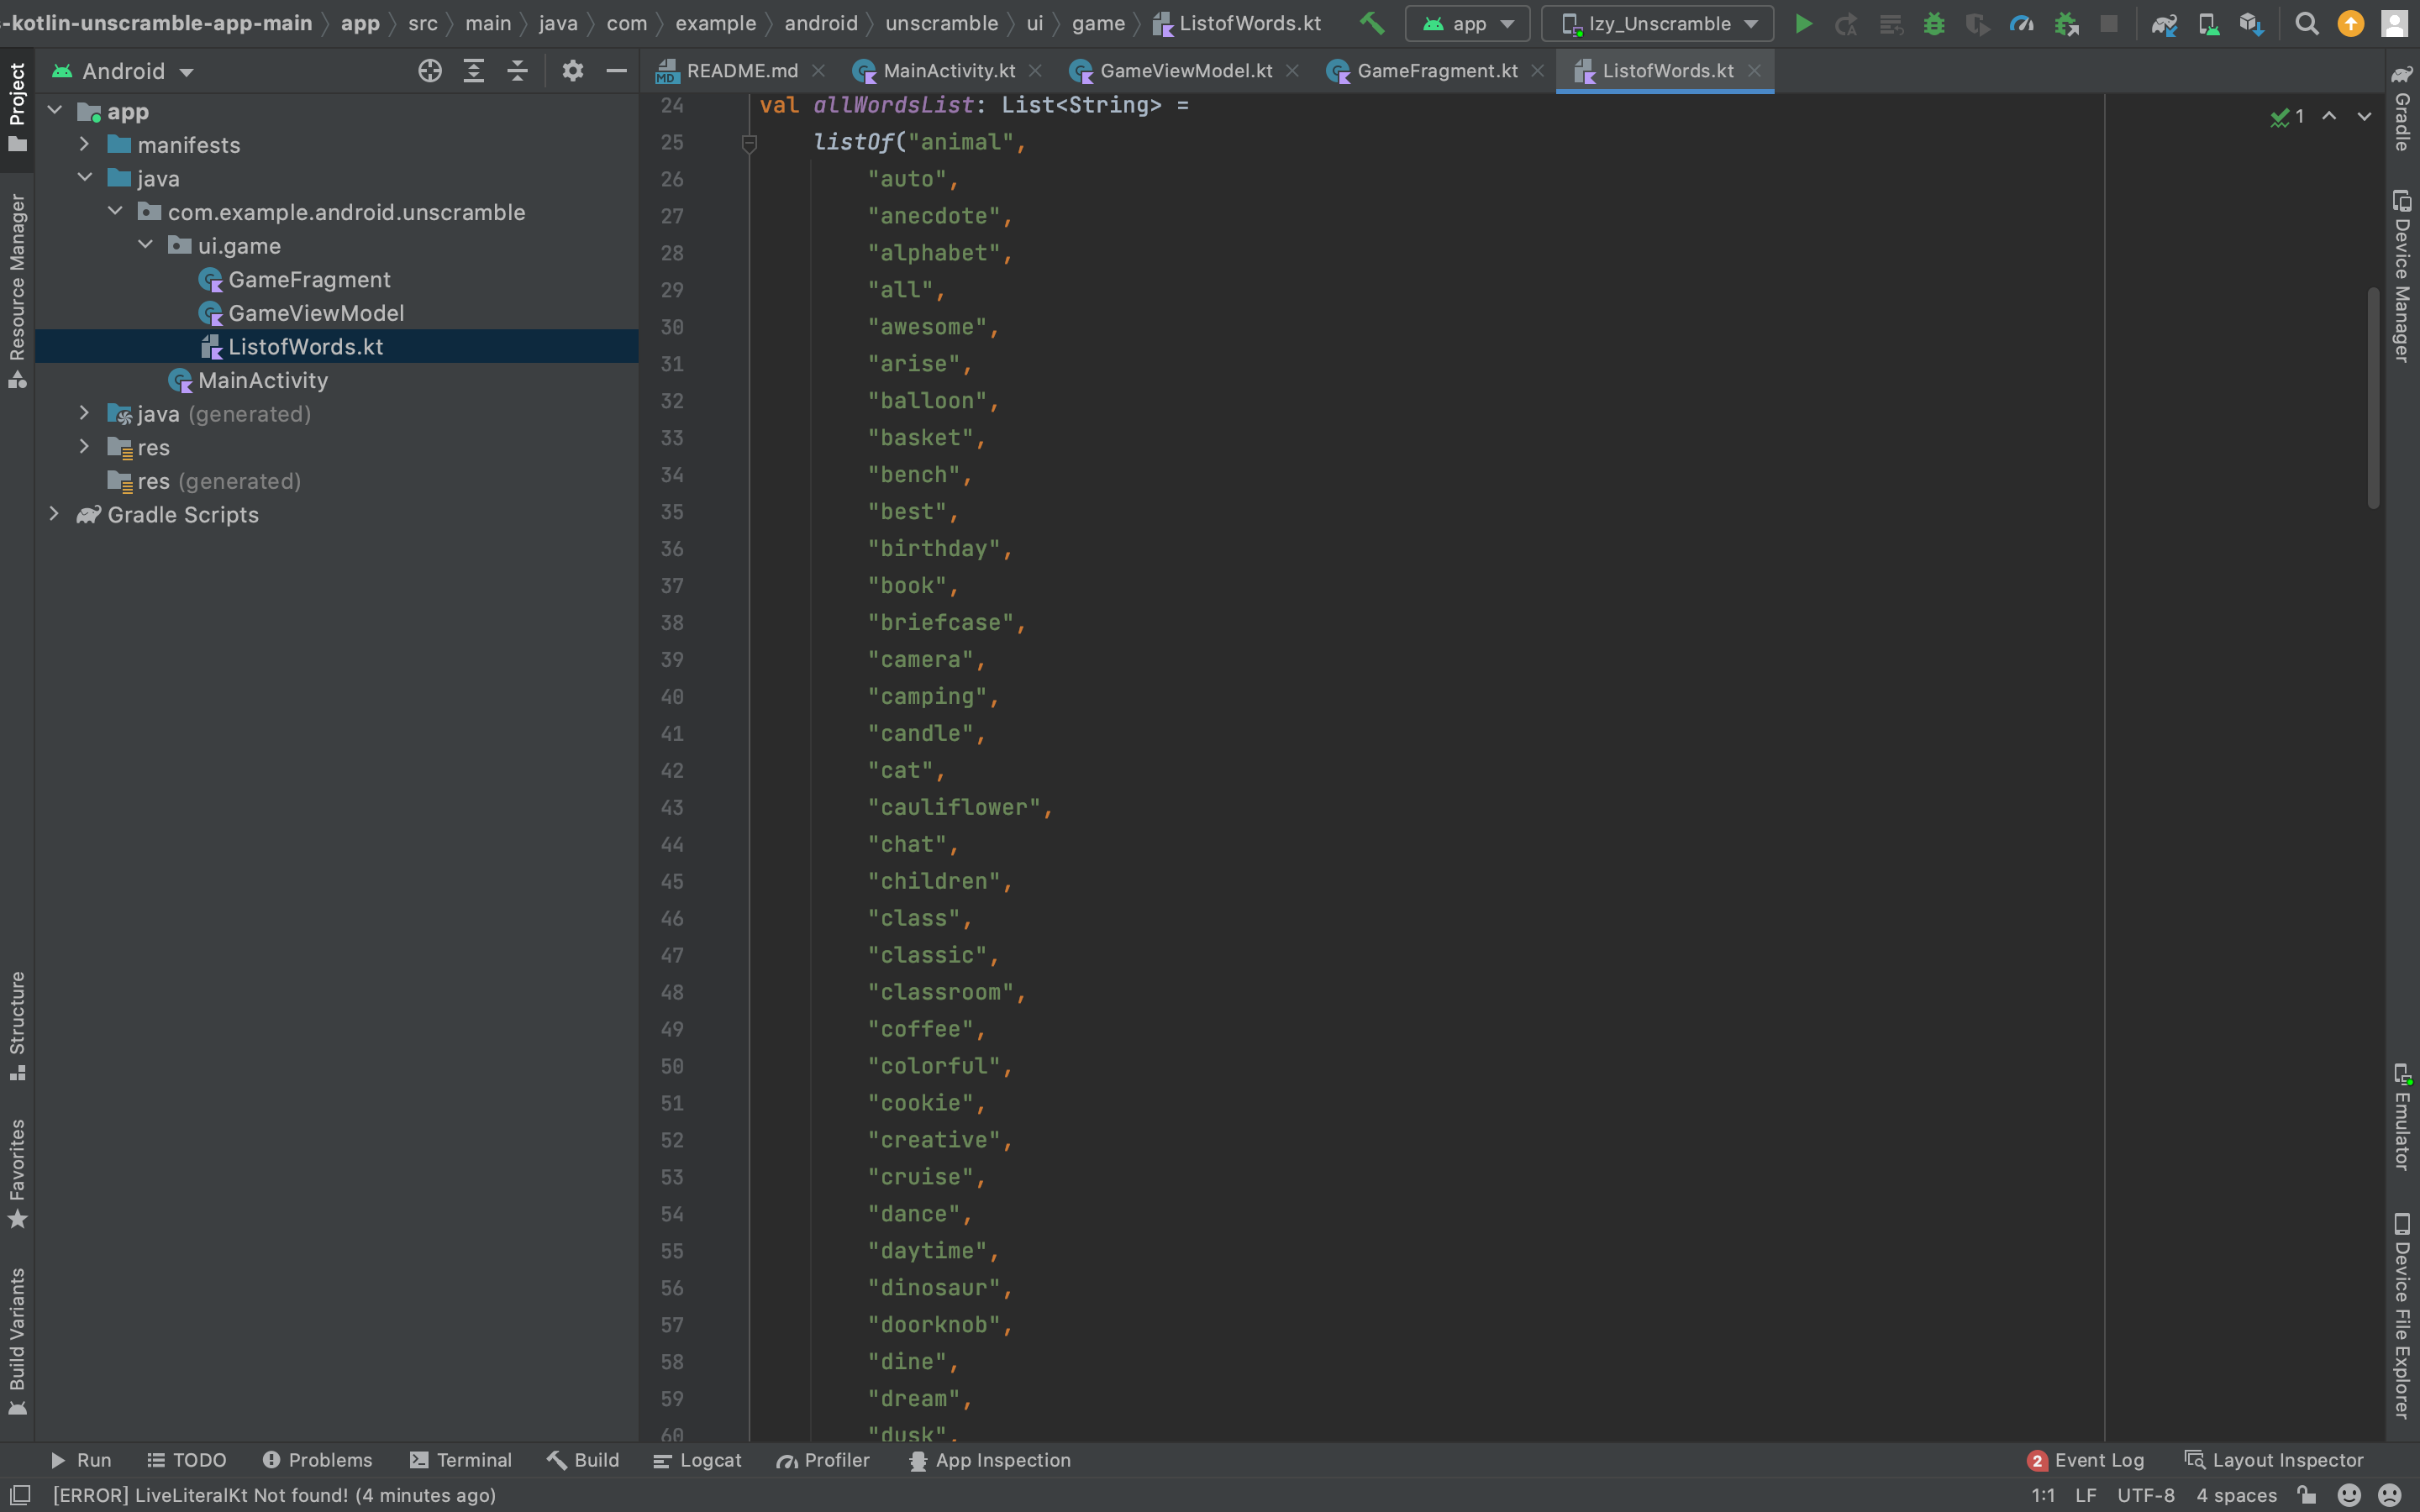 -kotlin-unscramble-app-main app src main java com example android unscramble ui game ListofWords.kt app Izy_Unscramble
Project Android README.md MainActivity.kt GameViewModel.kt GameFragment.kt ListofWords.kt
app
manifests
java
com.example.android.unscramble
ui.game
GameFragment
GameViewModel
ListofWords.kt
MainActivity
java (generated)
res
res (generated)
Gradle Scripts
24 val allWordsList: List<String> =
25 listOf("animal",
26 "auto",
27 "anecdote",
28 "alphabet",
29 "all",
30 "awesome",
31 "arise",
32 "balloon",
33 "basket",
34 "bench",
35 "best",
36 "birthday",
37 "book",
38 "briefcase",
39 "camera",
40 "camping",
41 "candle",
42 "cat",
43 "cauliflower",
44 "chat",
45 "children",
46 "class",
47 "classic",
48 "classroom",
49 "coffee",
50 "colorful",
51 "cookie",
52 "creative",
53 "cruise",
54 "dance",
55 "daytime",
56 "dinosaur",
57 "doorknob",
58 "dine",
59 "dream",
60 "dusk",
1
Resource Manager
Structure
Favorites
Build Variants
Gradle
Device Manager
Emulator
Device File Explorer
Run TODO Problems Terminal Build Logcat Profiler App Inspection 2 Event Log Layout Inspector
[ERROR] LiveLiteralKt Not found! (4 minutes ago) 1:1 LF UTF-8 4 spaces